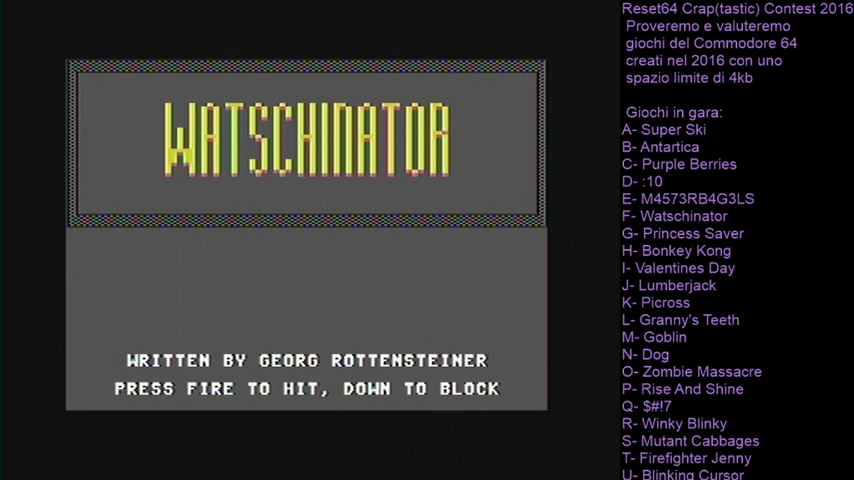 WATSCHINATOR
WRITTEN BY GEORG ROTTENSTEINER
PRESS FIRE TO HIT, DOWN TO BLOCK
Reset64 Crap(tastic) Contest 2016
Proveremo e valuteremo
giochi del Commodore 64
creati nel 2016 con uno
spazio limite di 4kb
Giochi in gara:
A- Super Ski
B- Antartica
C- Purple Berries
D- :10
E- M4573RB4G3LS
F- Watschinator
G- Princess Saver
H- Bonkey Kong
I- Valentines Day
J- Lumberjack
K- Picross
L- Granny's Teeth
M- Goblin
N- Dog
O- Zombie Massacre
P- Rise And Shine
Q- $#!7
R- Winky Blinky
S- Mutant Cabbages
T- Firefighter Jenny
U- Blinking Cursor